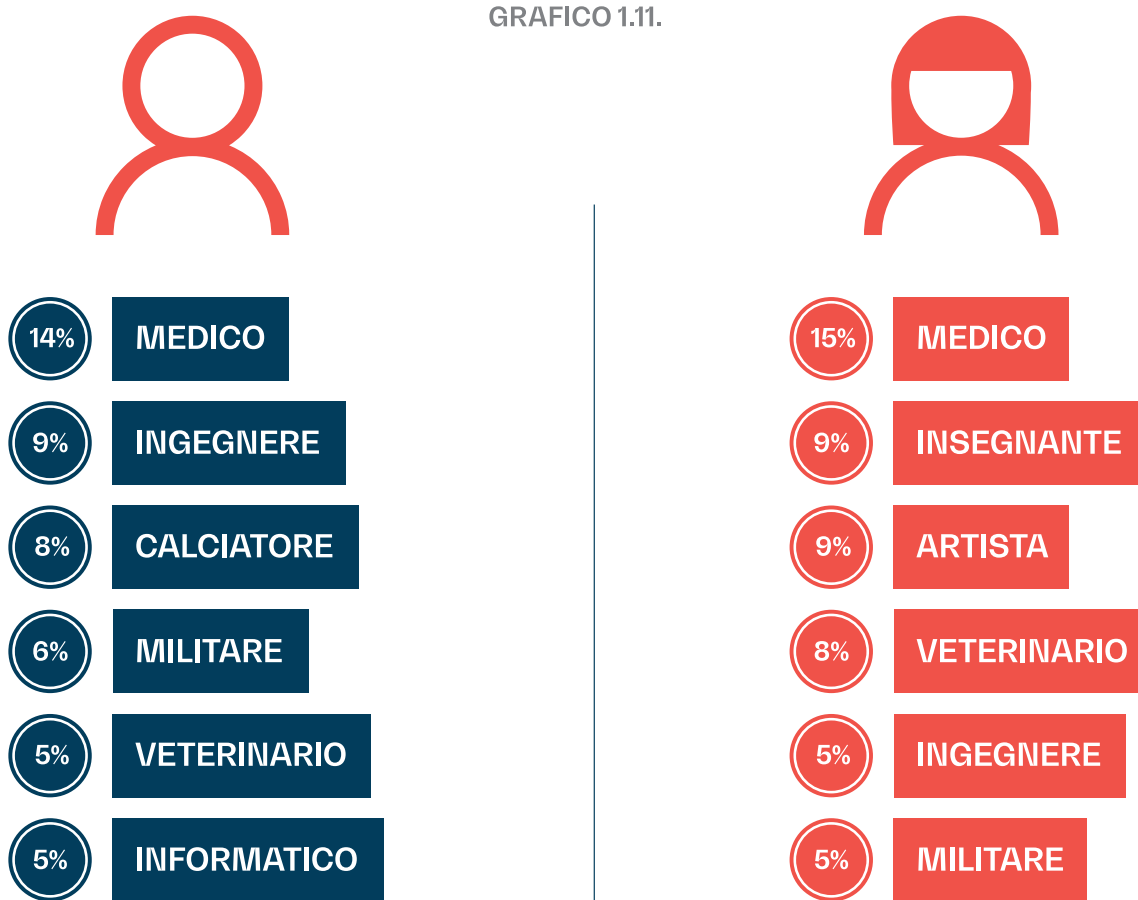 GRAFICO 1.11.
14% MEDICO
9% INGEGNERE
8% CALCIATORE
6% MILITARE
5% VETERINARIO
5% INFORMATICO
15% MEDICO
9% INSEGNANTE
9% ARTISTA
8% VETERINARIO
5% INGEGNERE
5% MILITARE